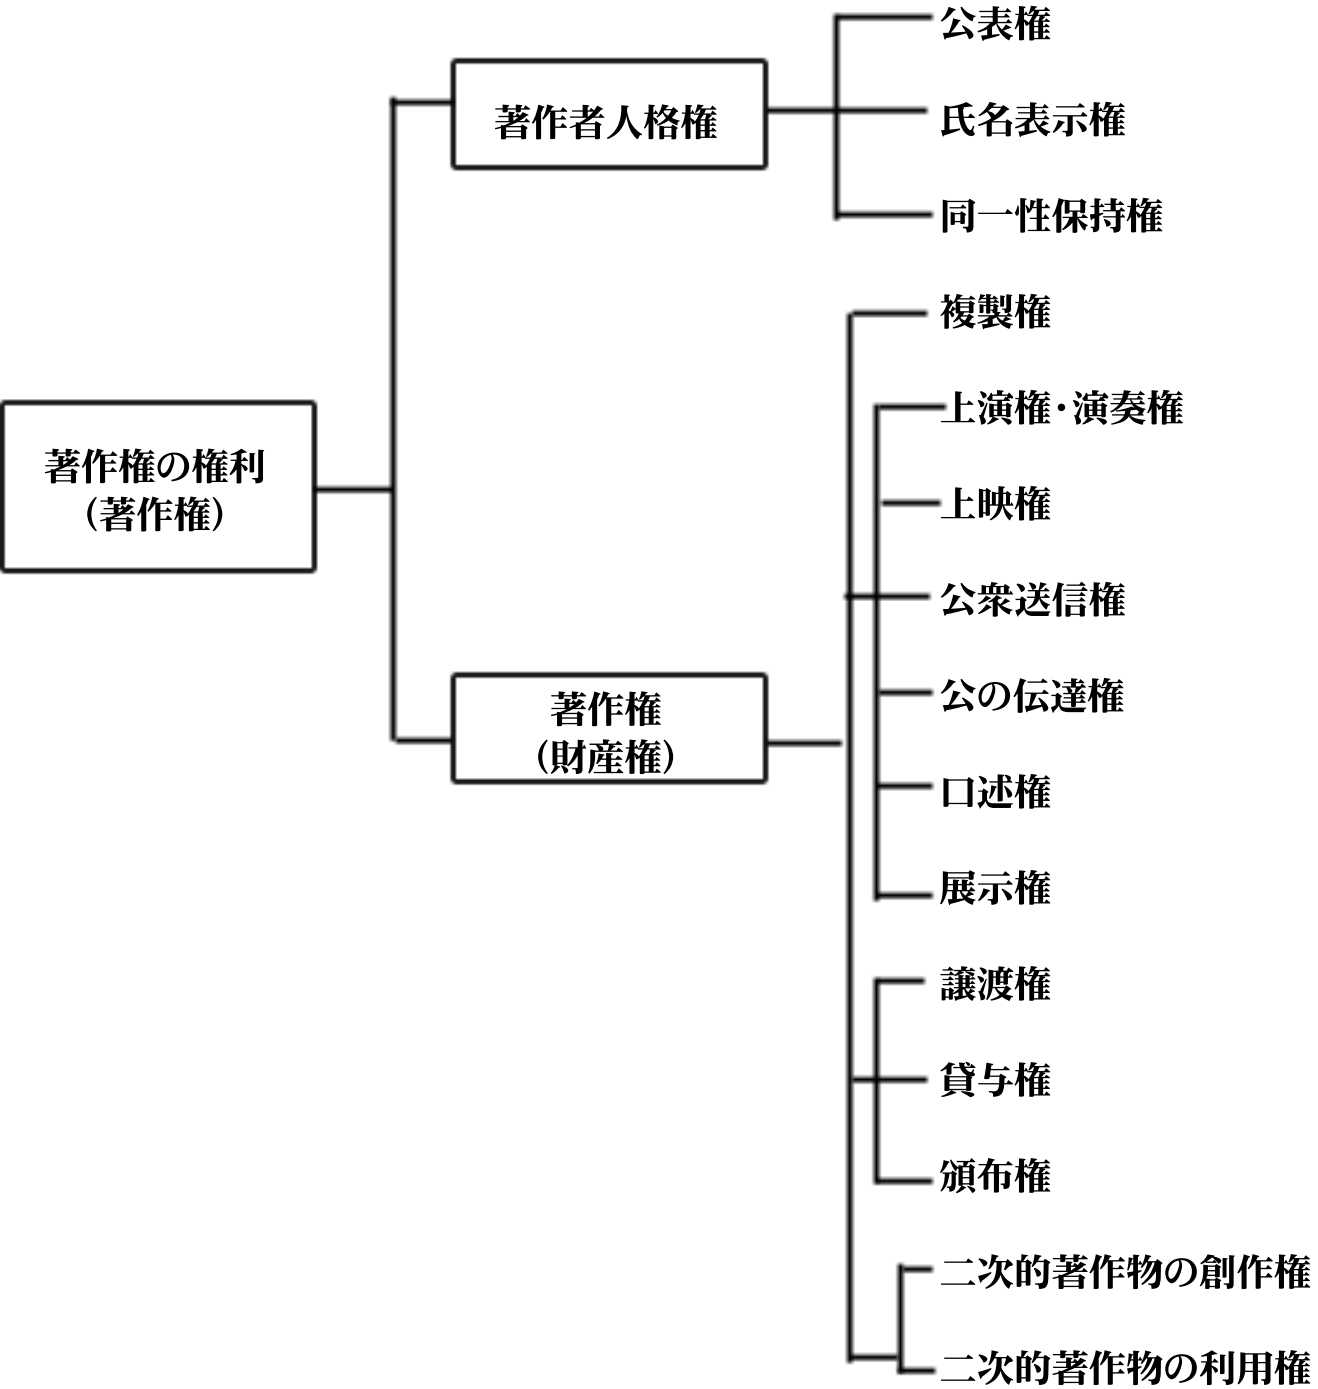 著作権の権利
(著作権)
著作者人格権
公表権
氏名表示権
同一性保持権
著作権
(財産権)
複製権
上演権・演奏権
上映権
公衆送信権
公の伝達権
口述権
展示権
譲渡権
貸与権
頒布権
二次的著作物の創作権
二次的著作物の利用権